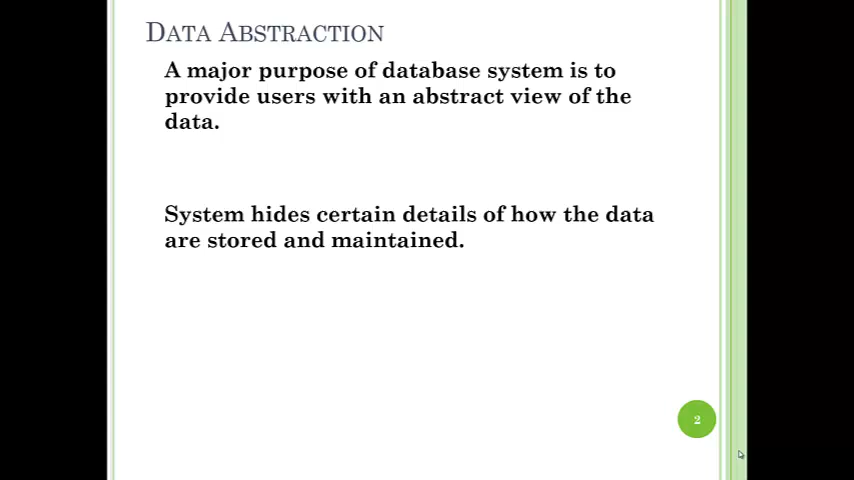 DATA ABSTRACTION
A major purpose of database system is to
provide users with an abstract view of the
data.
System hides certain details of how the data
are stored and maintained.
2